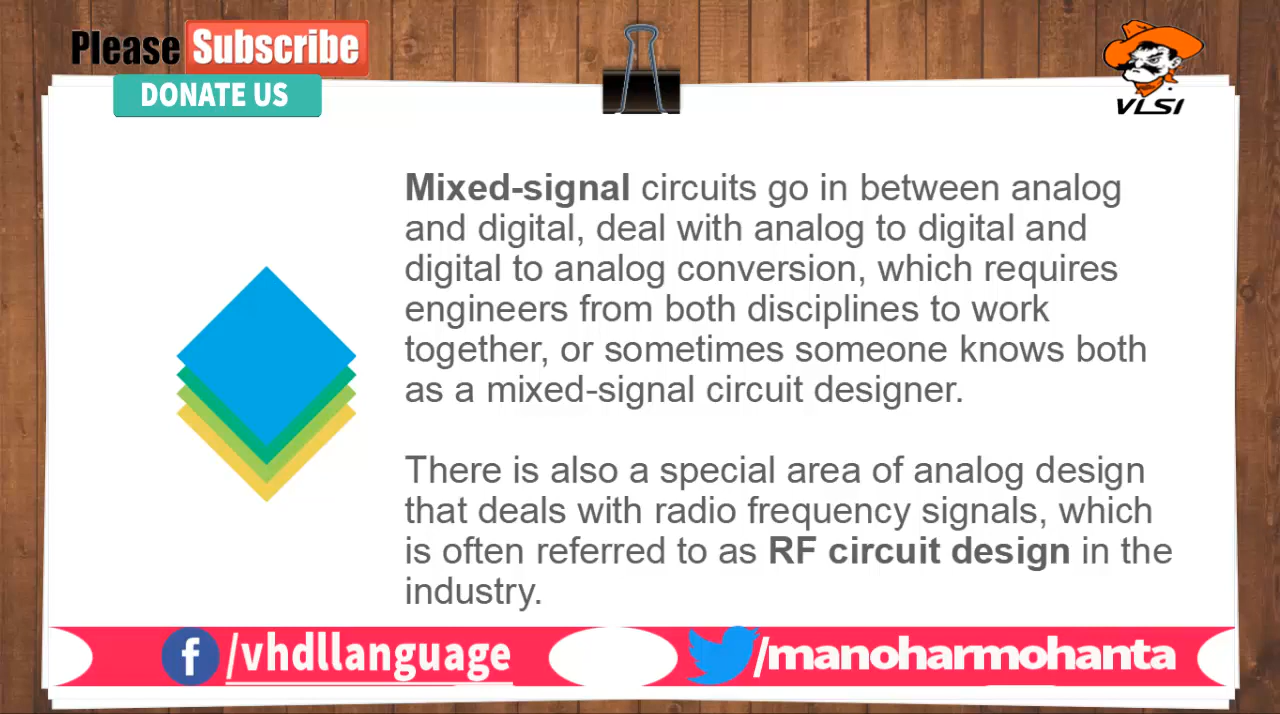 Please Subscribe
DONATE US
VLSI
Mixed-signal circuits go in between analog
and digital, deal with analog to digital and
digital to analog conversion, which requires
engineers from both disciplines to work
together, or sometimes someone knows both
as a mixed-signal circuit designer.
There is also a special area of analog design
that deals with radio frequency signals, which
is often referred to as RF circuit design in the
industry.
f /vhdllanguage
/manoharmohanta